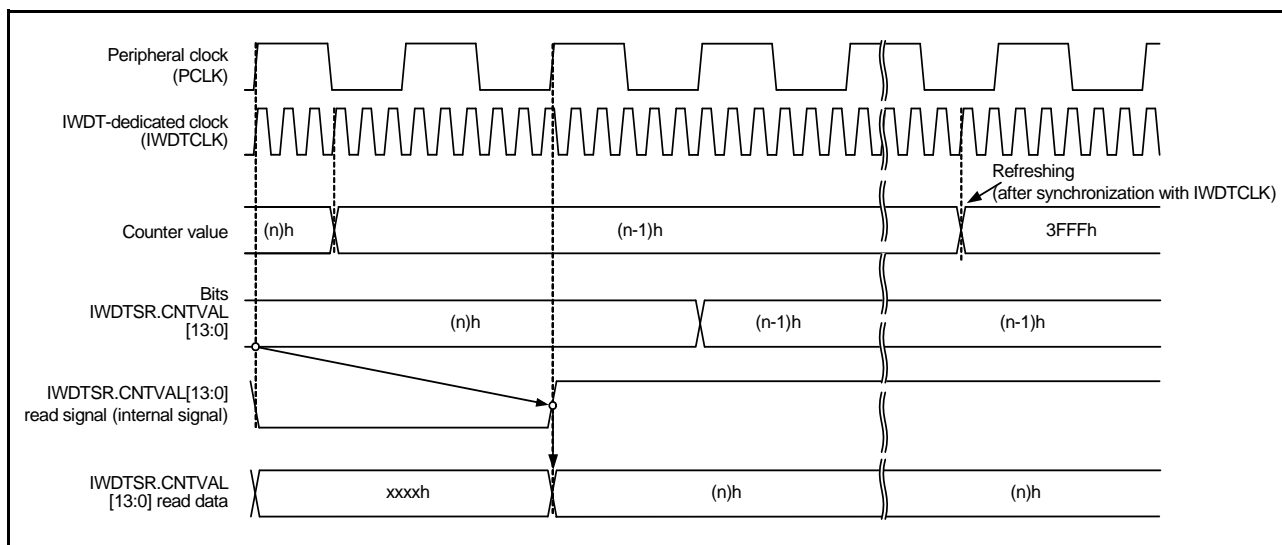 Peripheral clock
(PCLK)
IWDT-dedicated clock
(IWDTCLK)
Refreshing
(after synchronization with IWDTCLK)
Counter value
(n)h
(n-1)h
3FFFh
Bits
IWDTSR.CNTVAL
[13:0]
(n)h
(n-1)h
(n-1)h
IWDTSR.CNTVAL[13:0]
read signal (internal signal)
IWDTSR.CNTVAL
[13:0] read data
xxxxh
(n)h
(n)h